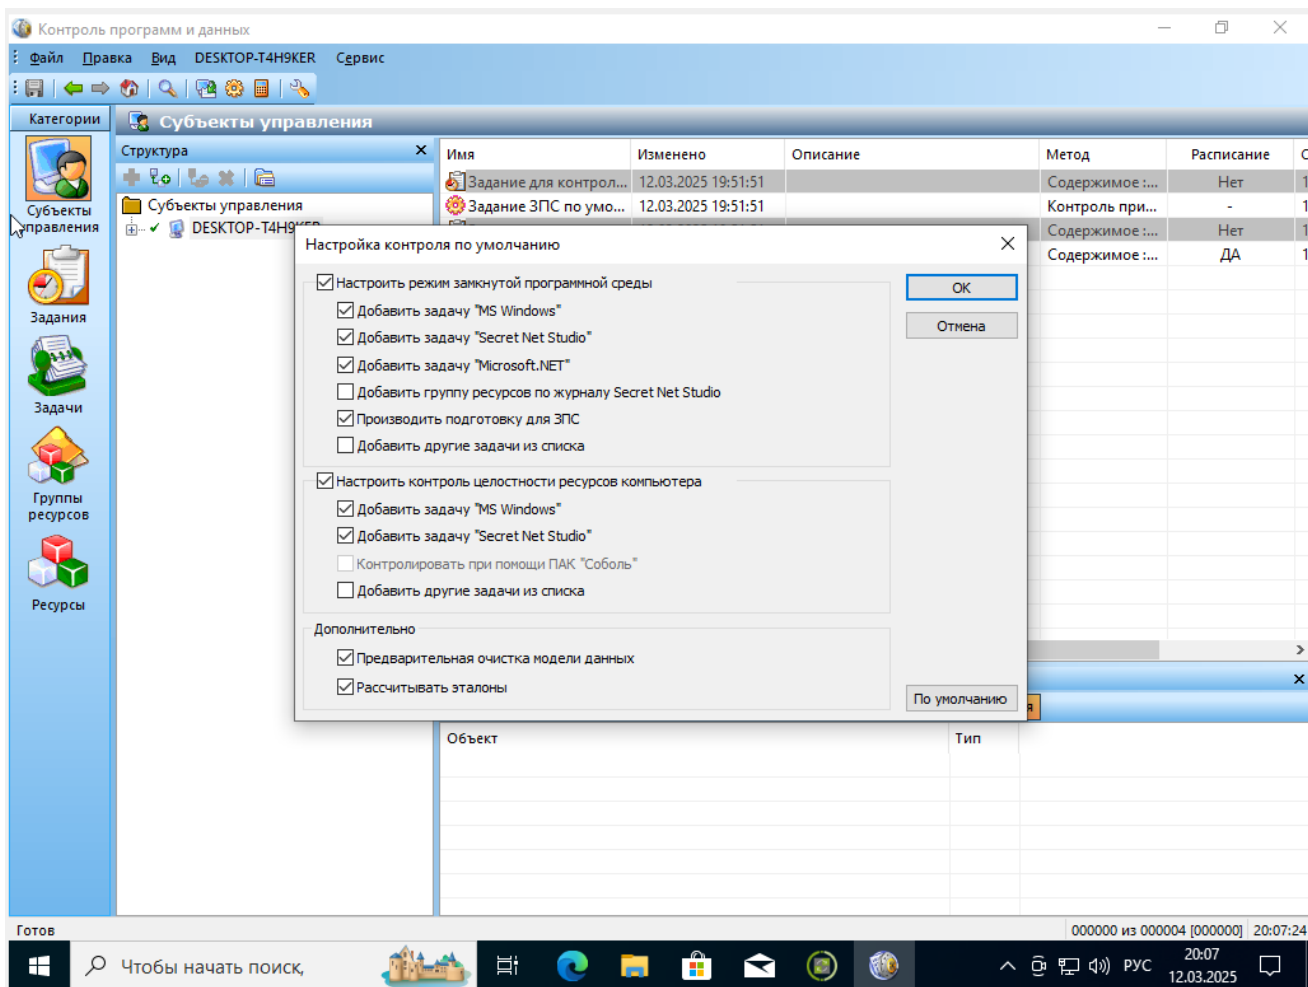 Контроль программ и данных
Файл Правка Вид DESKTOP-T4H9KER Сервис
Категории
Субъекты управления
Структура
Субъекты управления
DESKTOP-T4H9KER
Субъекты
управления
Задания
Задачи
Группы
ресурсов
Ресурсы
Имя Изменено Описание Метод Расписание
Задание для контрол... 12.03.2025 19:51:51 Содержимое :... Нет
Задание ЗПС по умо... 12.03.2025 19:51:51 Контроль при... -
Содержимое :... Нет
Содержимое :... ДА
Настройка контроля по умолчанию
Настроить режим замкнутой программной среды
Добавить задачу "MS Windows"
Добавить задачу "Secret Net Studio"
Добавить задачу "Microsoft.NET"
Добавить группу ресурсов по журналу Secret Net Studio
Производить подготовку для ЗПС
Добавить другие задачи из списка
Настроить контроль целостности ресурсов компьютера
Добавить задачу "MS Windows"
Добавить задачу "Secret Net Studio"
Контролировать при помощи ПАК "Соболь"
Добавить другие задачи из списка
Дополнительно
Предварительная очистка модели данных
Рассчитывать эталоны
OK
Отмена
По умолчанию
Объект Тип
Готов
000000 из 000004 [000000] 20:07:24
Чтобы начать поиск,
РУС
20:07
12.03.2025